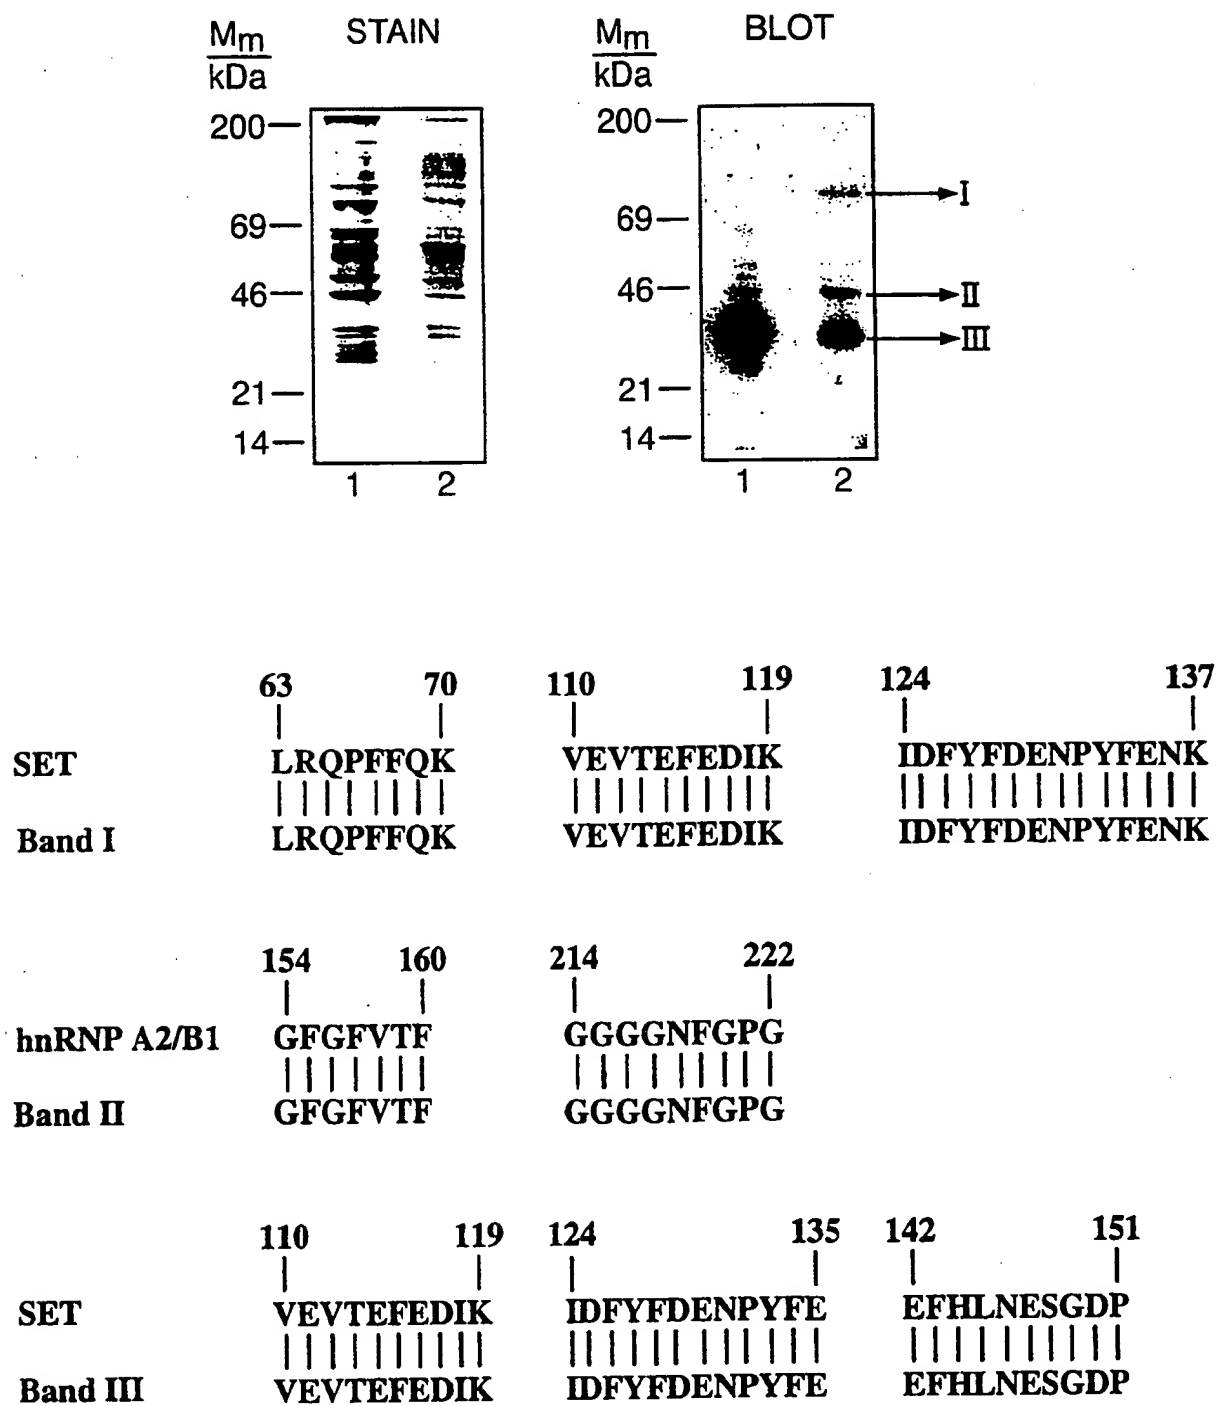 Mm STAIN Mm BLOT
kDa kDa
200 200
I
69 69
46 46 II
III
21 21
14 14
1 2 1 2
63 70 110 119 124 137
SET LRQPFFQK VEVTEFEDIK IDFYFDENPYFENK
Band I LRQPFFQK VEVTEFEDIK IDFYFDENPYFENK
154 160 214 222
hnRNP A2/B1 GFGFVTF GGGGNFGPG
Band II GFGFVTF GGGGNFGPG
110 119 124 135 142 151
SET VEVTEFEDIK IDFYFDENPYFE EFHLNESGDP
Band III VEVTEFEDIK IDFYFDENPYFE EFHLNESGDP